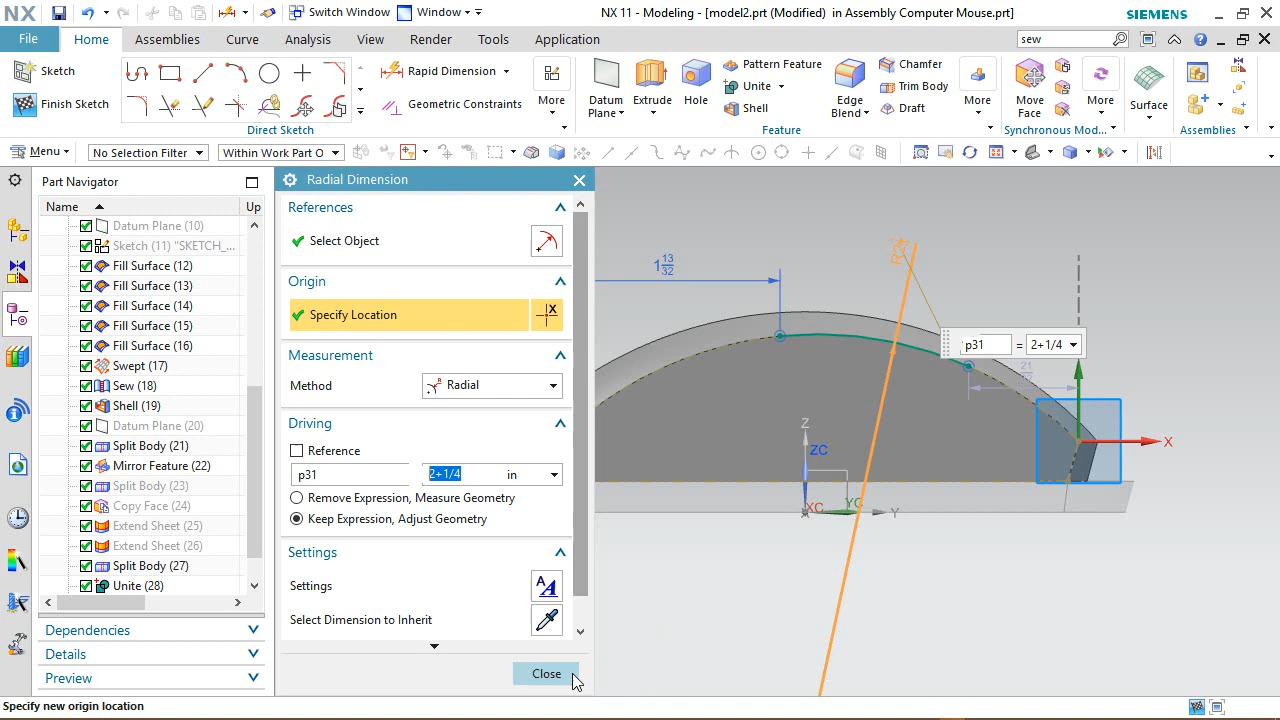 NX
Switch Window
Window
NX 11 - Modeling - [model2.prt (Modified) in Assembly Computer Mouse.prt]
SIEMENS
File
Home
Assemblies
Curve
Analysis
View
Render
Tools
Application
sew
Sketch
Finish Sketch
Rapid Dimension
Geometric Constraints
More
Direct Sketch
Datum Plane
Extrude
Hole
Pattern Feature
Unite
Shell
Edge Blend
Chamfer
Trim Body
Draft
More
Feature
Move Face
More
Synchronous Mod...
Surface
Assemblies
Menu
No Selection Filter
Within Work Part O
Part Navigator
Name
Up
Datum Plane (10)
Sketch (11) "SKETCH_...
Fill Surface (12)
Fill Surface (13)
Fill Surface (14)
Fill Surface (15)
Fill Surface (16)
Swept (17)
Sew (18)
Shell (19)
Datum Plane (20)
Split Body (21)
Mirror Feature (22)
Split Body (23)
Copy Face (24)
Extend Sheet (25)
Extend Sheet (26)
Split Body (27)
Unite (28)
Dependencies
Details
Preview
Radial Dimension
References
Select Object
Origin
Specify Location
Measurement
Method
Radial
Driving
Reference
p31
2+1/4
in
Remove Expression, Measure Geometry
Keep Expression, Adjust Geometry
Settings
Settings
Select Dimension to Inherit
Close
1 13/32
p31 = 2+1/4
X
Z
ZC
XC
YC
Y
Specify new origin location